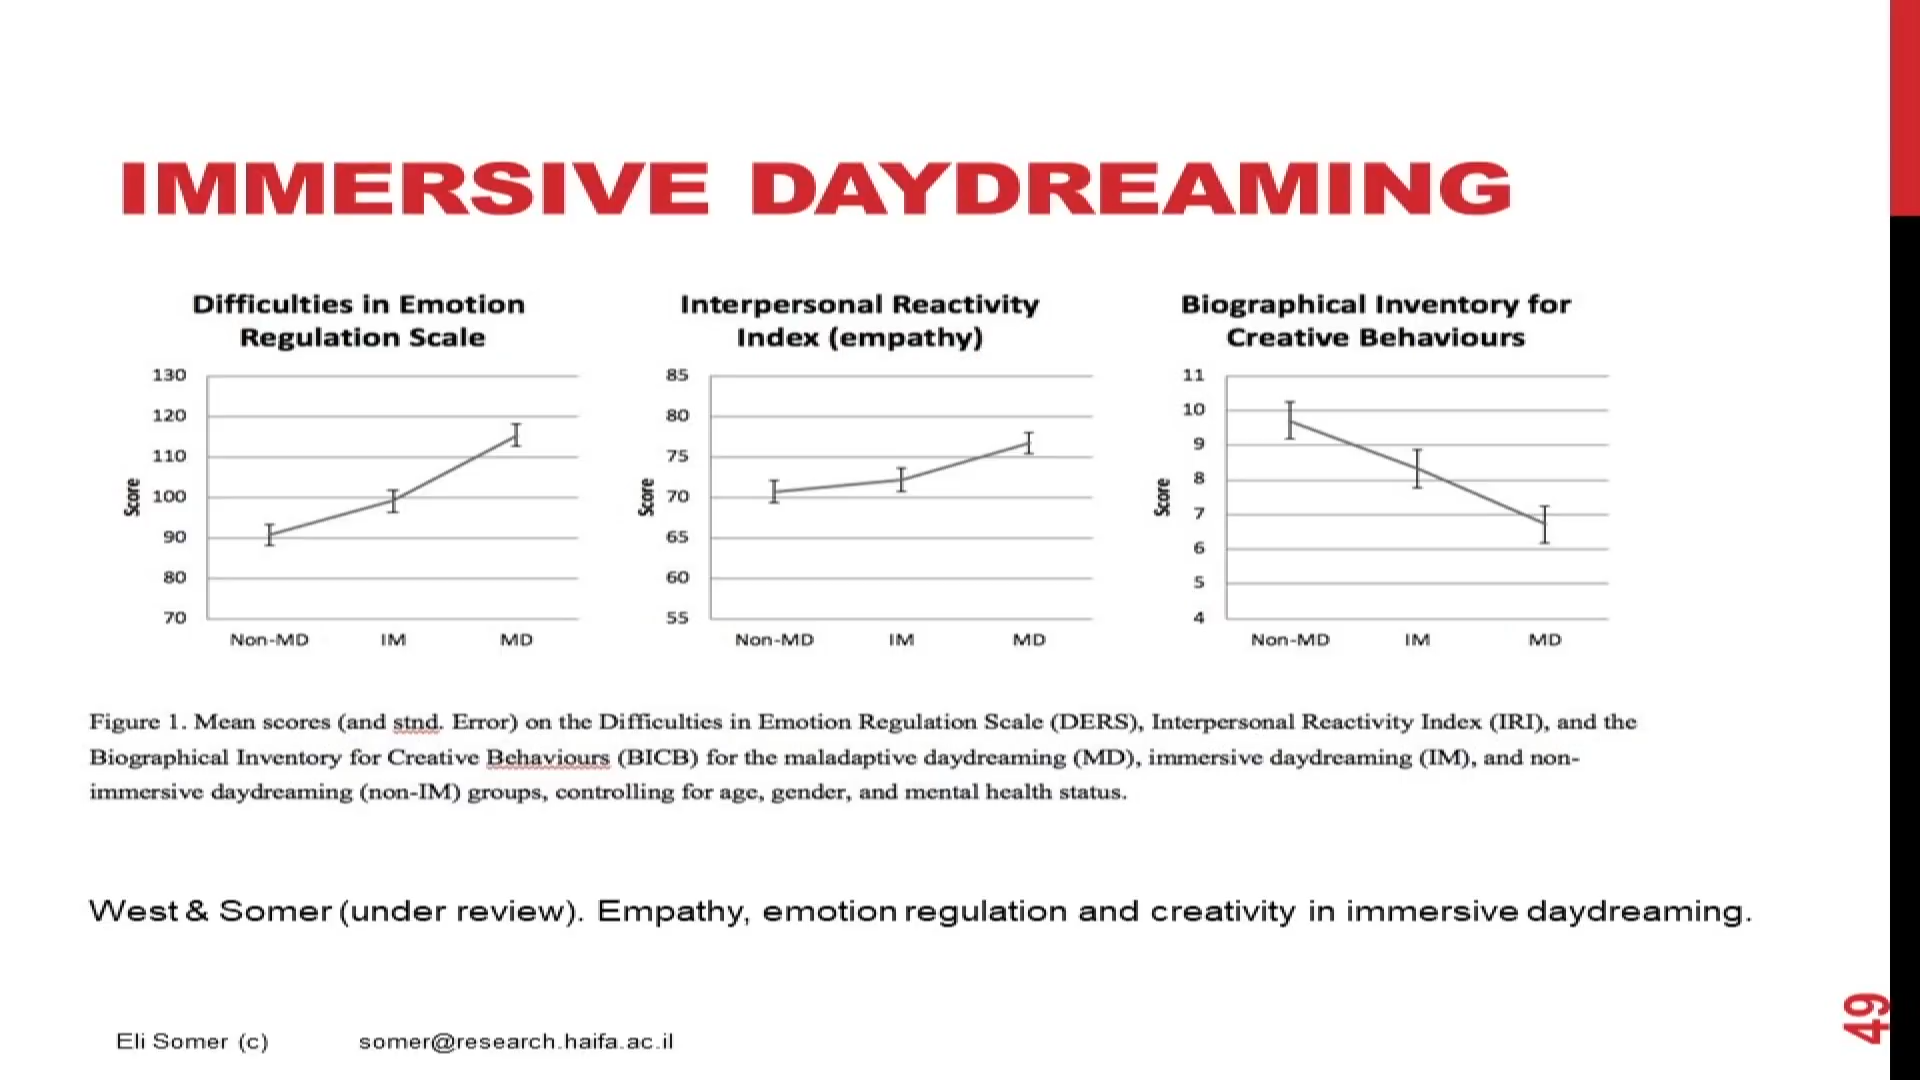 IMMERSIVE DAYDREAMING
Difficulties in Emotion
Regulation Scale
130
120
110
100
90
80
70
Score
Non-MD IM MD
Interpersonal Reactivity
Index (empathy)
85
80
75
70
65
60
55
Score
Non-MD IM MD
Biographical Inventory for
Creative Behaviours
11
10
9
8
7
6
5
4
Score
Non-MD IM MD
Figure 1. Mean scores (and stnd. Error) on the Difficulties in Emotion Regulation Scale (DERS), Interpersonal Reactivity Index (IRI), and the
Biographical Inventory for Creative Behaviours (BICB) for the maladaptive daydreaming (MD), immersive daydreaming (IM), and non-
immersive daydreaming (non-IM) groups, controlling for age, gender, and mental health status.
West & Somer (under review). Empathy, emotion regulation and creativity in immersive daydreaming.
Eli Somer (c) somer@research.haifa.ac.il
49